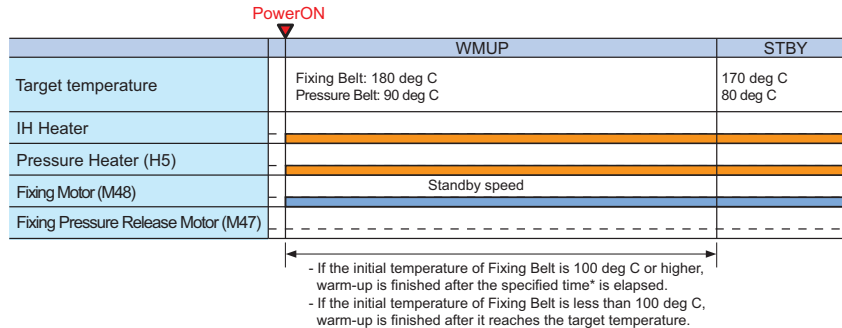 PowerON
WMUP STBY
Target temperature
Fixing Belt: 180 deg C
Pressure Belt: 90 deg C
170 deg C
80 deg C
IH Heater
Pressure Heater (H5)
Fixing Motor (M48)
Standby speed
Fixing Pressure Release Motor (M47)
- If the initial temperature of Fixing Belt is 100 deg C or higher,
warm-up is finished after the specified time* is elapsed.
- If the initial temperature of Fixing Belt is less than 100 deg C,
warm-up is finished after it reaches the target temperature.